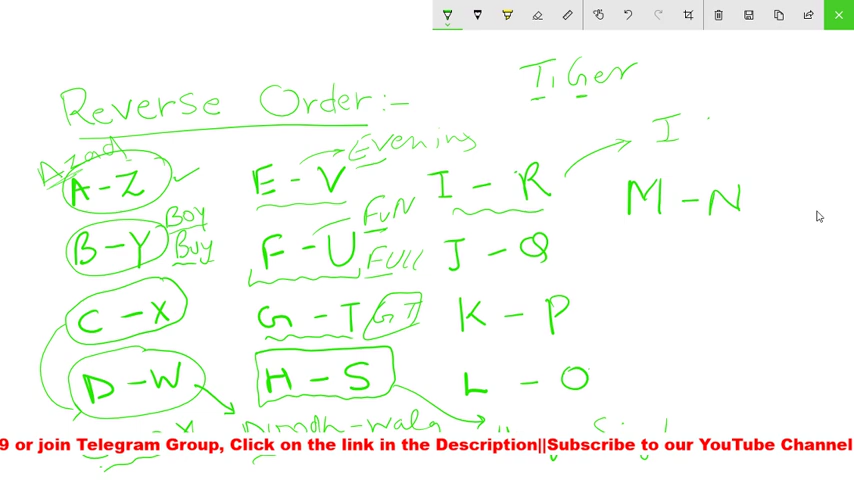 TiGer
Reverse Order:-
Azad
A-Z E-V Evening I-R I
M-N
B-Y BOY BUY F-U FUN FULL J-Q
C-X G-T GT K-P
D-W H-S L-O
9 or join Telegram Group, Click on the link in the Description||Subscribe to our YouTube Channel